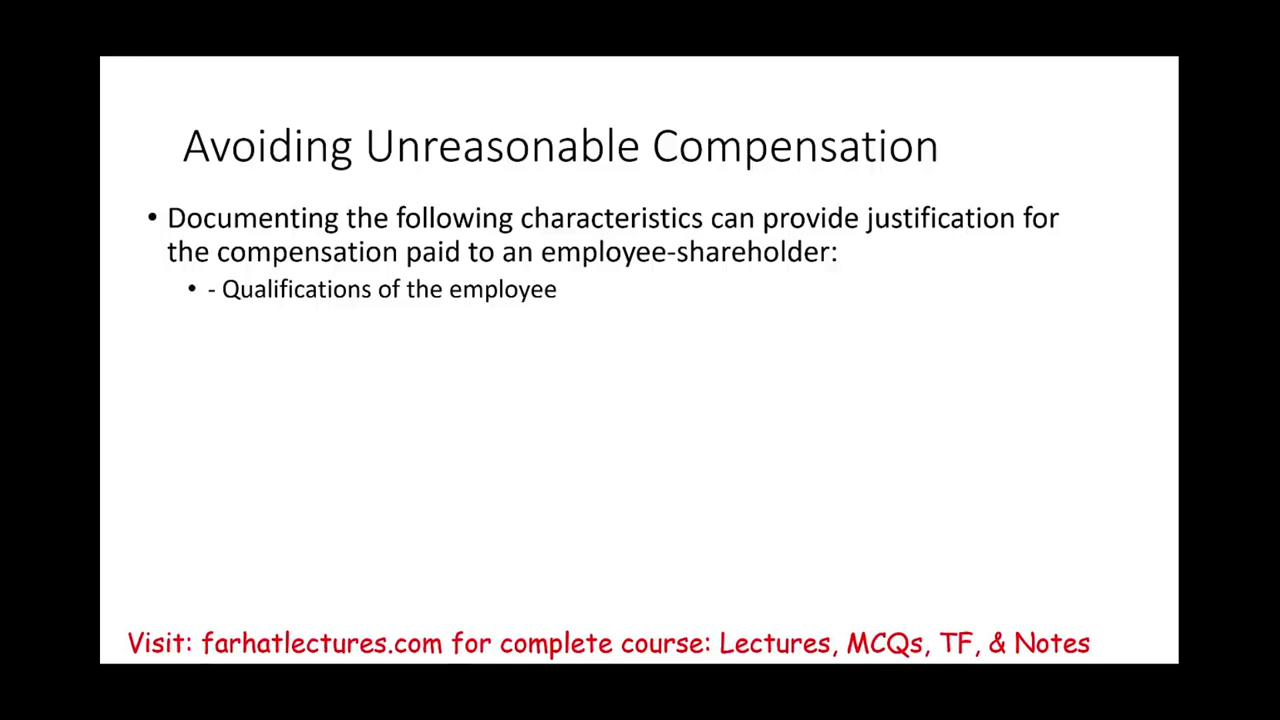 Avoiding Unreasonable Compensation
• Documenting the following characteristics can provide justification for
the compensation paid to an employee-shareholder:
• - Qualifications of the employee
Visit: farhatlectures.com for complete course: Lectures, MCQs, TF, & Notes